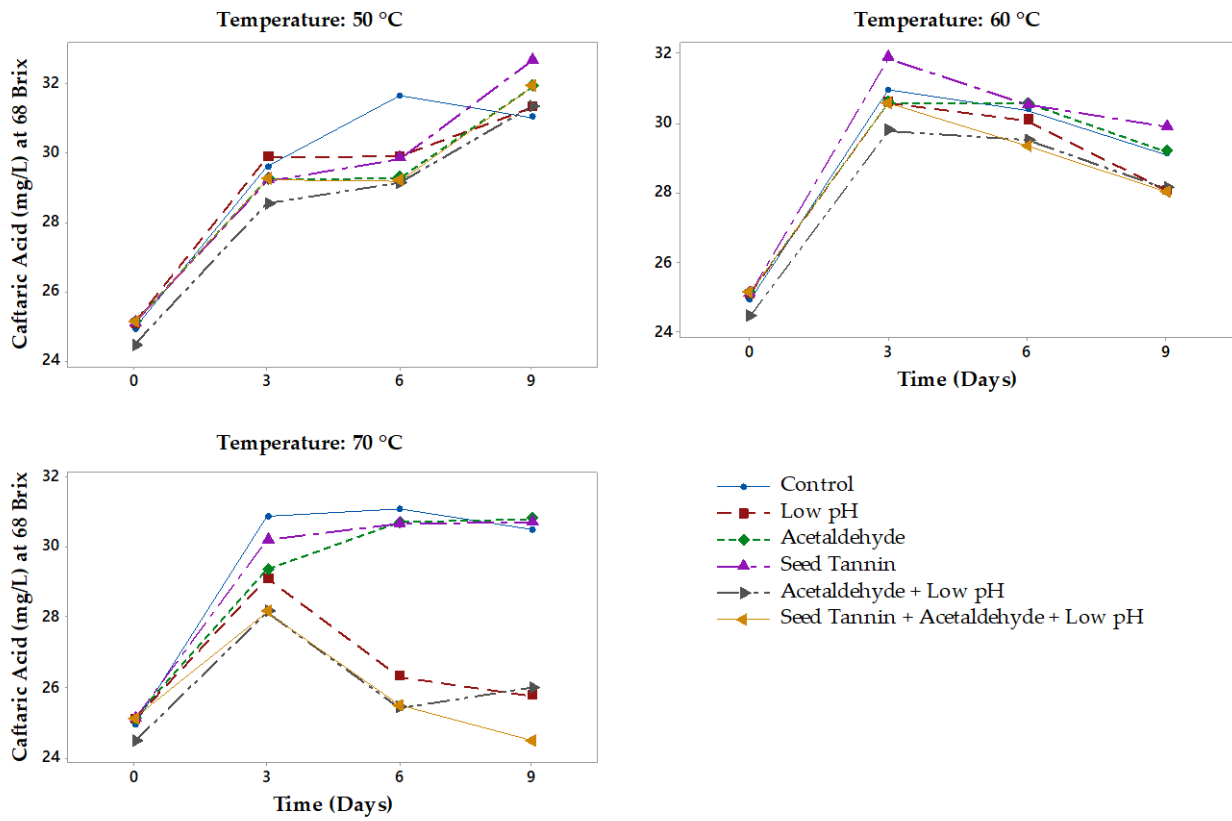 Temperature: 50 °C
Caftaric Acid (mg/L) at 68 Brix
32
30
28
26
24
0 3 6 9
Temperature: 60 °C
32
30
28
26
24
0 3 6 9
Time (Days)
Temperature: 70 °C
Caftaric Acid (mg/L) at 68 Brix
32
30
28
26
24
0 3 6 9
Time (Days)
Control
Low pH
Acetaldehyde
Seed Tannin
Acetaldehyde + Low pH
Seed Tannin + Acetaldehyde + Low pH